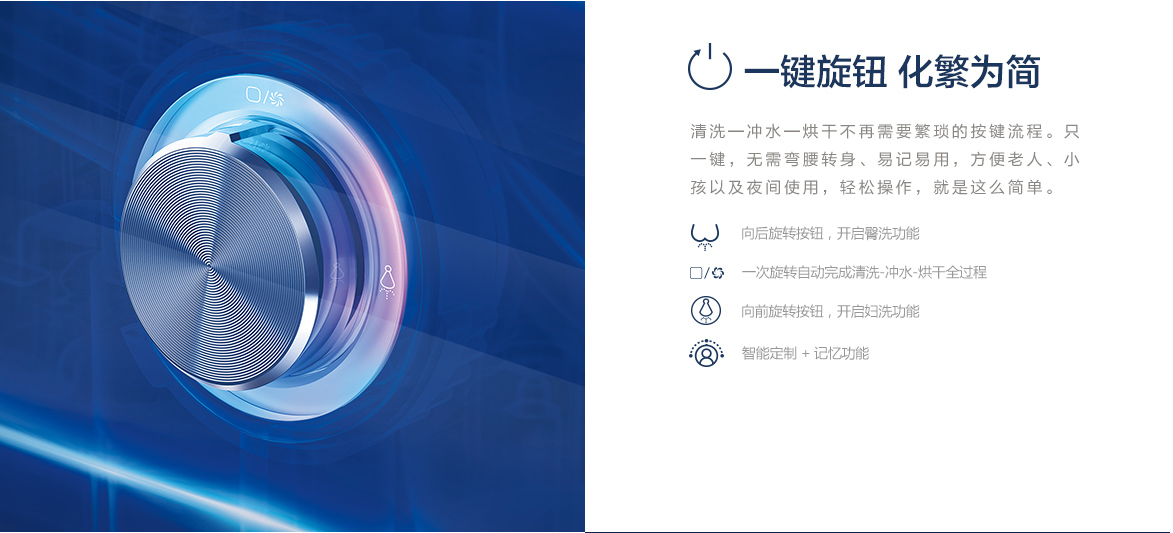 一键旋钮 化繁为简
清洗一冲水一烘干不再需要繁琐的按键流程。只
一键，无需弯腰转身、易记易用，方便老人、小
孩以及夜间使用，轻松操作，就是这么简单。
向后旋转按钮，开启臀洗功能
一次旋转自动完成清洗-冲水-烘干全过程
向前旋转按钮，开启妇洗功能
智能定制 + 记忆功能